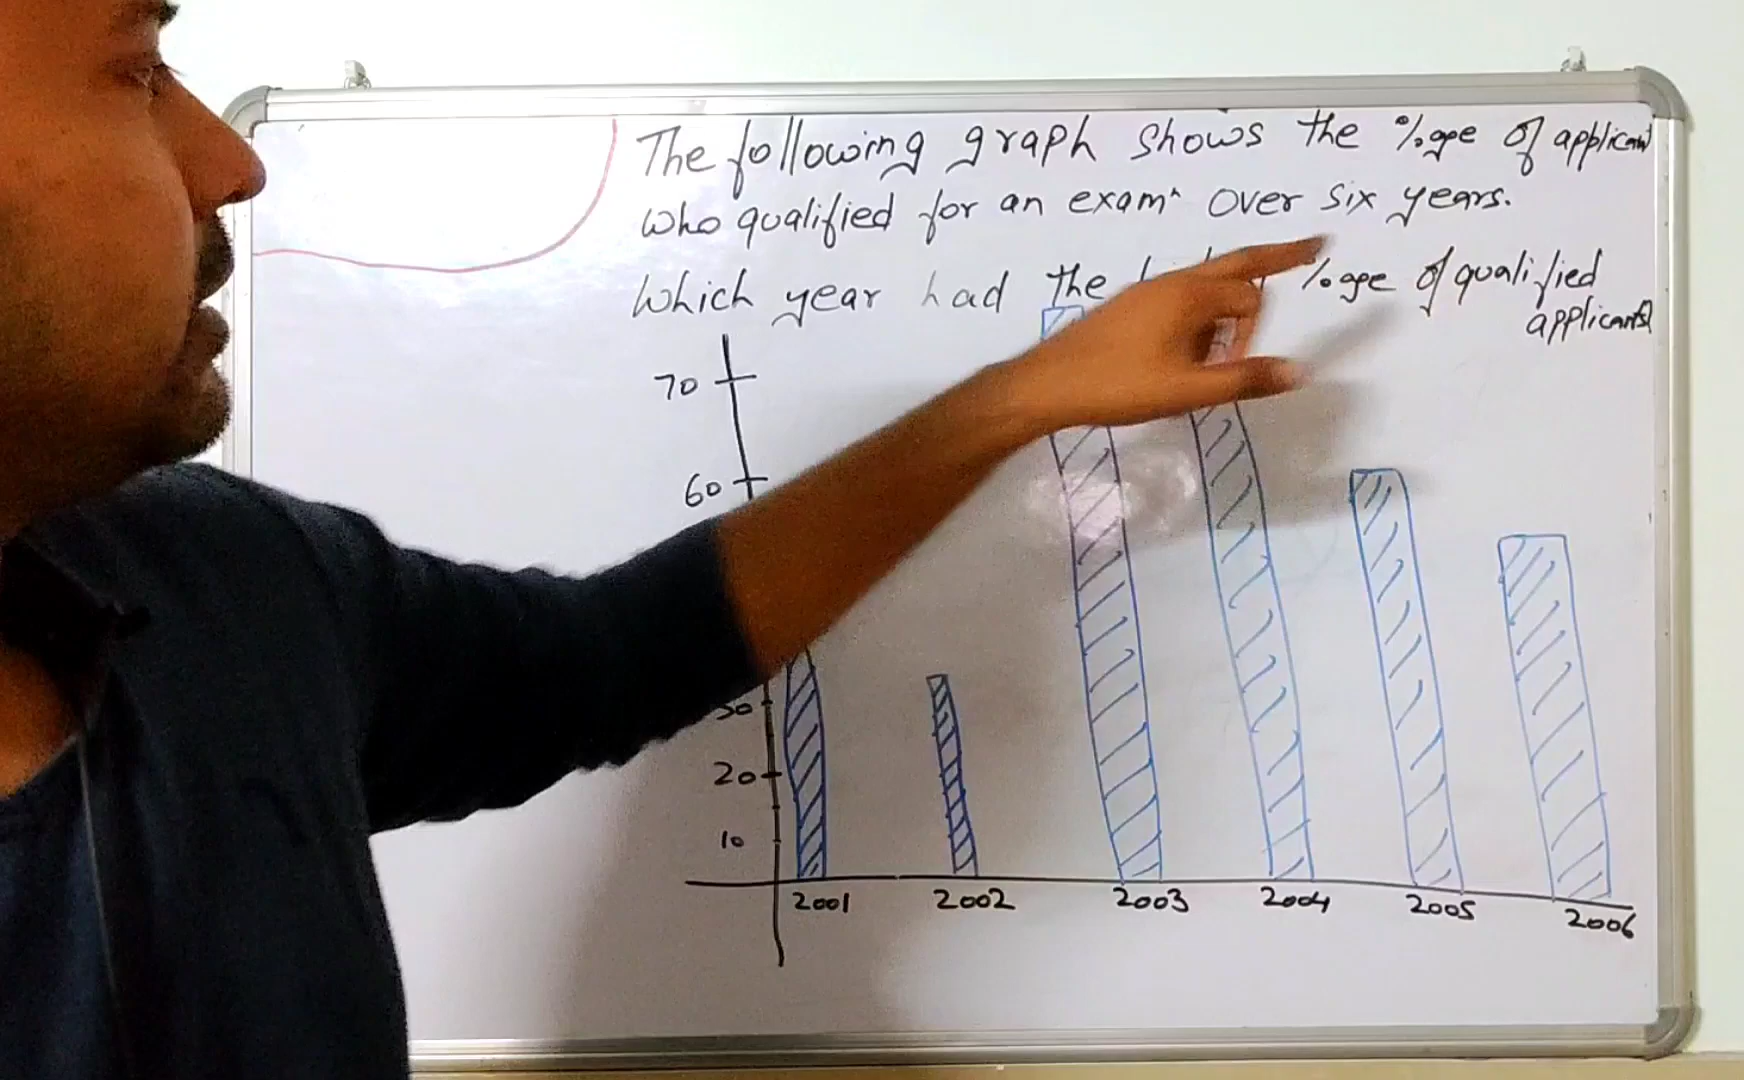 The following graph shows the %age of applicant
who qualified for an exam^ over six years.
Which year had the %age of qualified
applicants?
70
60
30
20
10
2001 2002 2003 2004 2005 2006